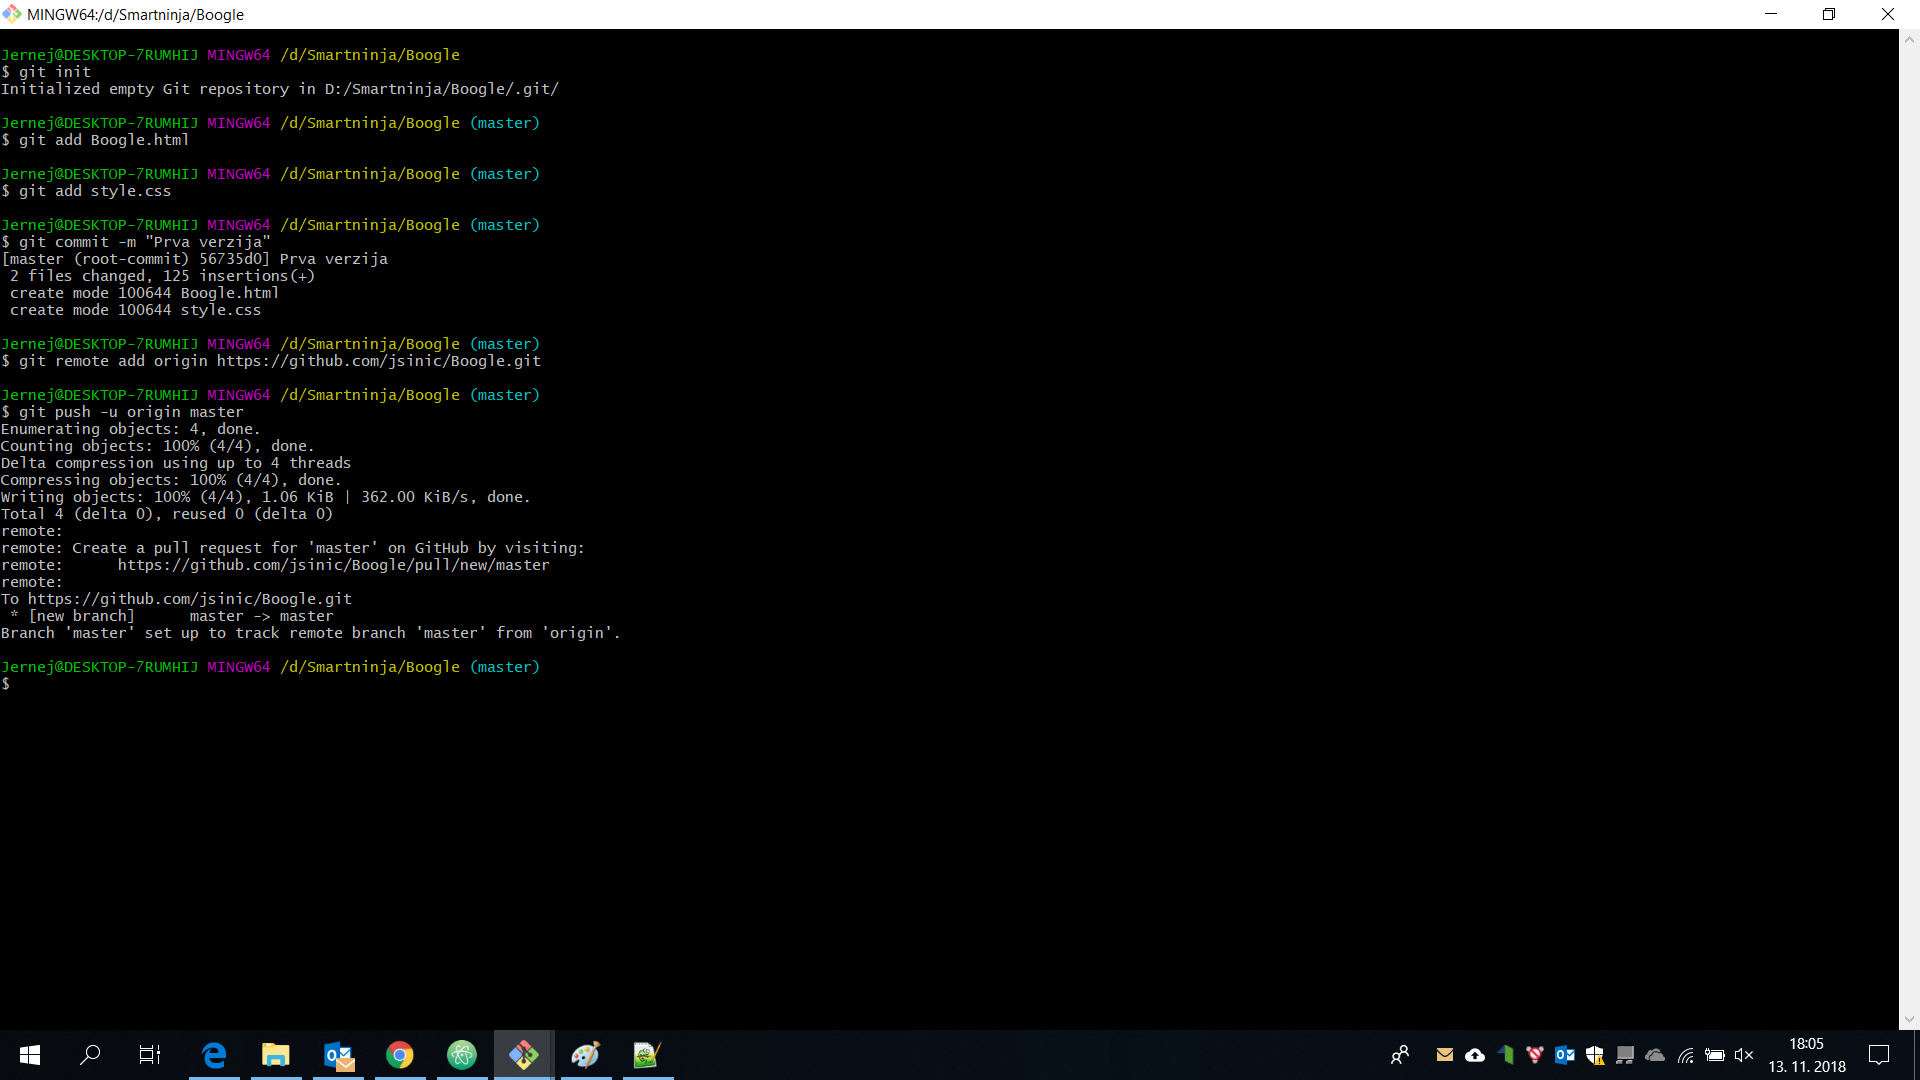 MINGW64:/d/Smartninja/Boogle
Jernej@DESKTOP-7RUMHIJ MINGW64 /d/Smartninja/Boogle
$ git init
Initialized empty Git repository in D:/Smartninja/Boogle/.git/
Jernej@DESKTOP-7RUMHIJ MINGW64 /d/Smartninja/Boogle (master)
$ git add Boogle.html
Jernej@DESKTOP-7RUMHIJ MINGW64 /d/Smartninja/Boogle (master)
$ git add style.css
Jernej@DESKTOP-7RUMHIJ MINGW64 /d/Smartninja/Boogle (master)
$ git commit -m "Prva verzija"
[master (root-commit) 56735d0] Prva verzija
 2 files changed, 125 insertions(+)
 create mode 100644 Boogle.html
 create mode 100644 style.css
Jernej@DESKTOP-7RUMHIJ MINGW64 /d/Smartninja/Boogle (master)
$ git remote add origin https://github.com/jsinic/Boogle.git
Jernej@DESKTOP-7RUMHIJ MINGW64 /d/Smartninja/Boogle (master)
$ git push -u origin master
Enumerating objects: 4, done.
Counting objects: 100% (4/4), done.
Delta compression using up to 4 threads
Compressing objects: 100% (4/4), done.
Writing objects: 100% (4/4), 1.06 KiB | 362.00 KiB/s, done.
Total 4 (delta 0), reused 0 (delta 0)
remote:
remote: Create a pull request for 'master' on GitHub by visiting:
remote:      https://github.com/jsinic/Boogle/pull/new/master
remote:
To https://github.com/jsinic/Boogle.git
 * [new branch]      master -> master
Branch 'master' set up to track remote branch 'master' from 'origin'.
Jernej@DESKTOP-7RUMHIJ MINGW64 /d/Smartninja/Boogle (master)
$
18:05
13. 11. 2018